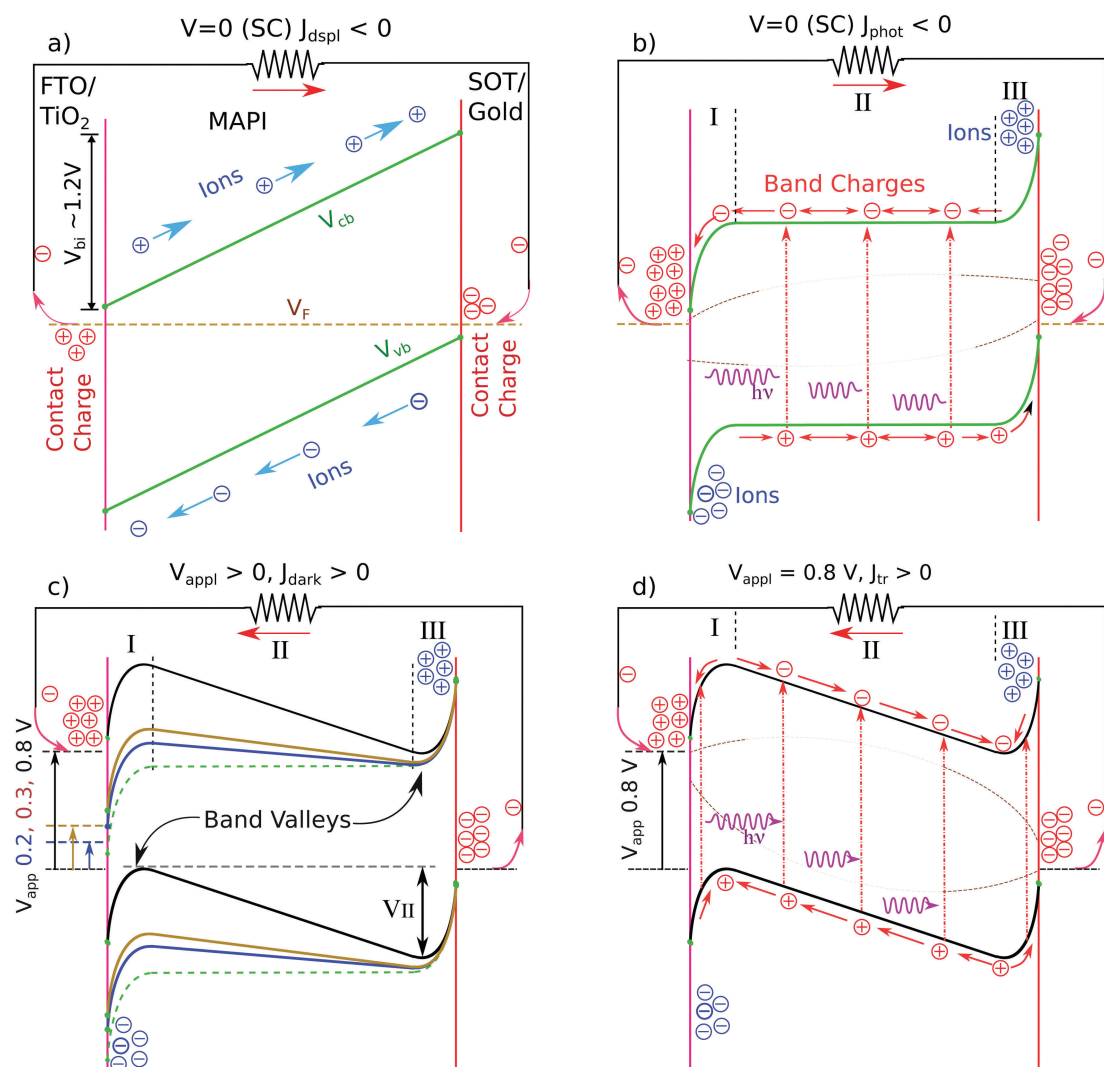 a)
V=0 (SC) J_dspl < 0
FTO/
TiO₂
SOT/
Gold
MAPI
Ions
V_bi ~1.2V
V_cb
V_F
V_vb
Contact
Charge
Contact
Charge
Ions
b)
V=0 (SC) J_phot < 0
I
II
III
Ions
Band Charges
hν
Ions
c)
V_appl > 0, J_dark > 0
I
II
III
V_app 0.2, 0.3, 0.8 V
Band Valleys
V_II
d)
V_appl = 0.8 V, J_tr > 0
I
II
III
V_app 0.8 V
hν